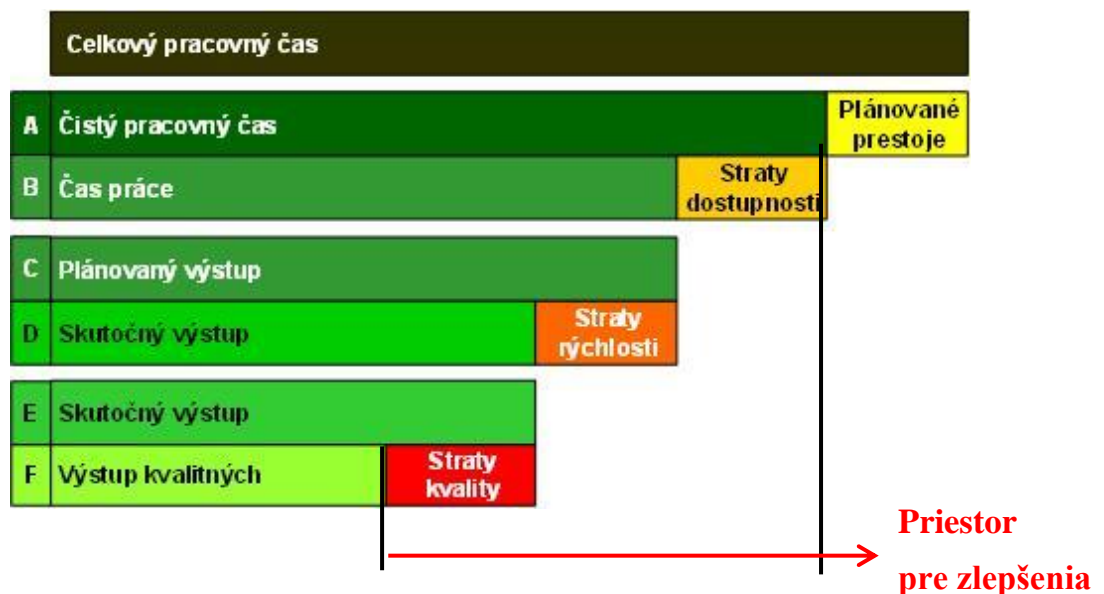 Celkový pracovný čas
A Čistý pracovný čas Plánované
prestoje
B Čas práce Straty
dostupnosti
C Plánovaný výstup
D Skutočný výstup Straty
rýchlosti
E Skutočný výstup
F Výstup kvalitných Straty
kvality
Priestor
pre zlepšenia